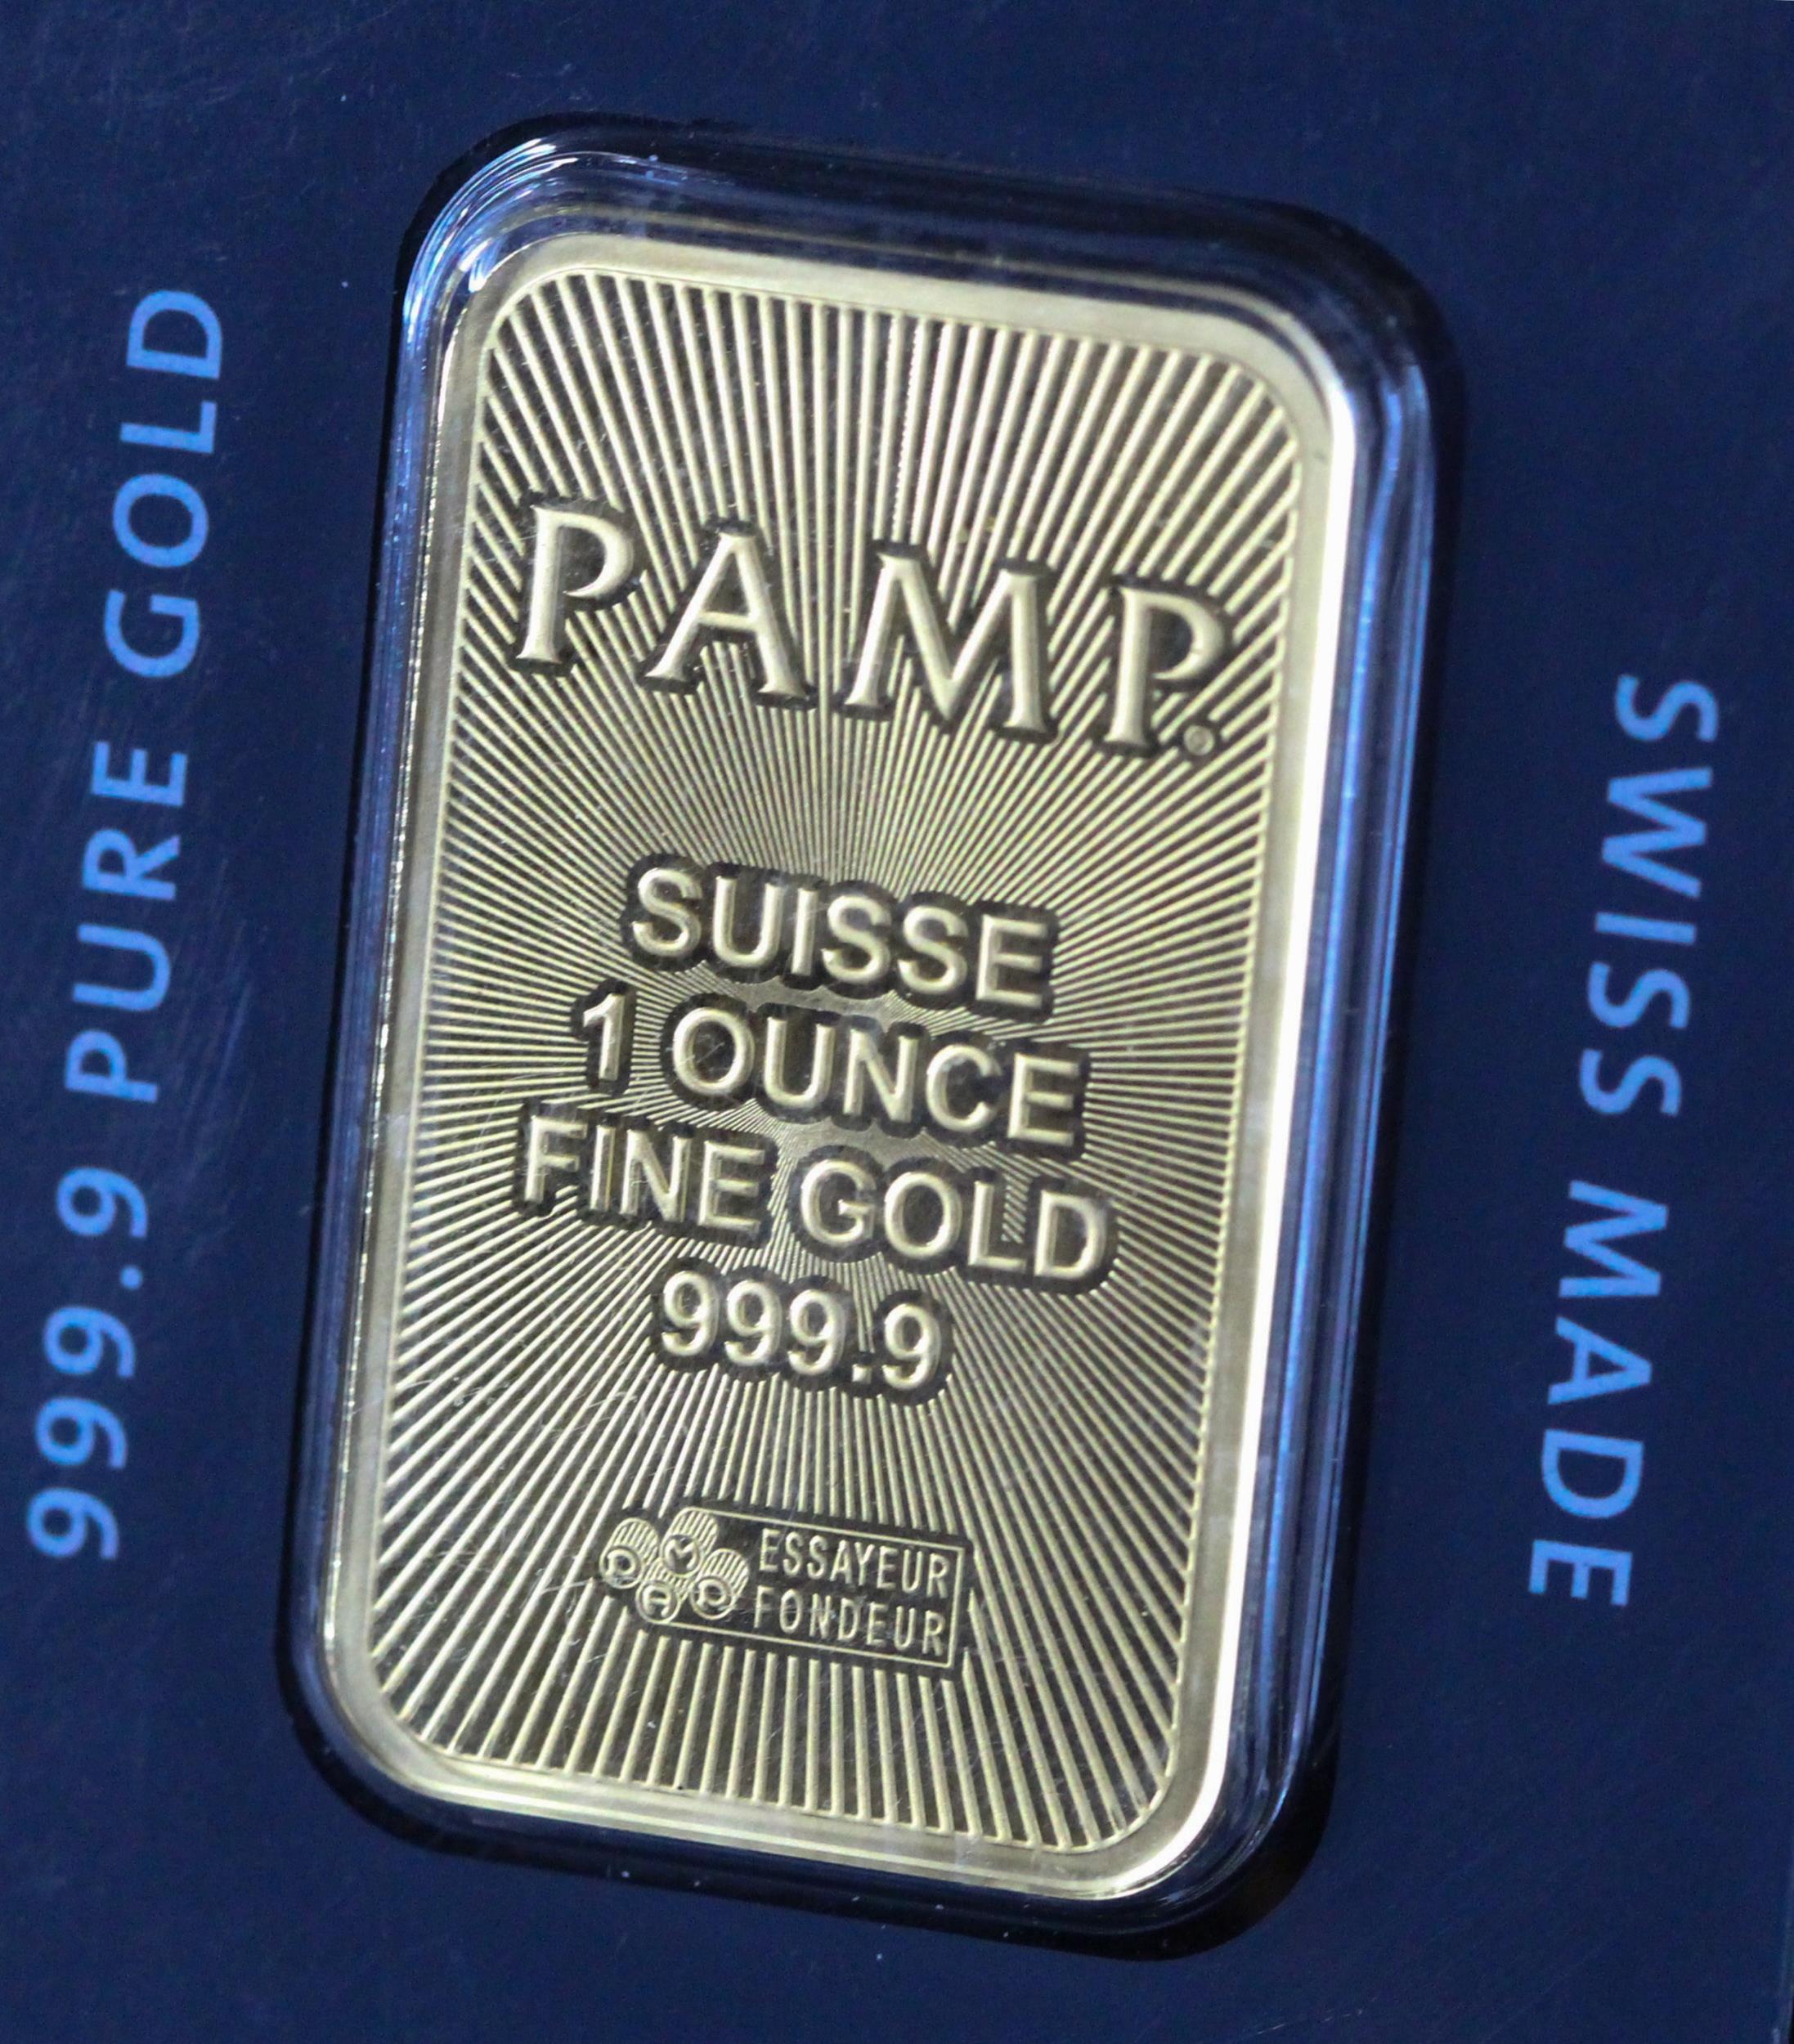 999.9 PURE GOLD
PAMP®
SUISSE
1 OUNCE
FINE GOLD
999.9
P A M P
ESSAYEUR
FONDEUR
SWISS MADE